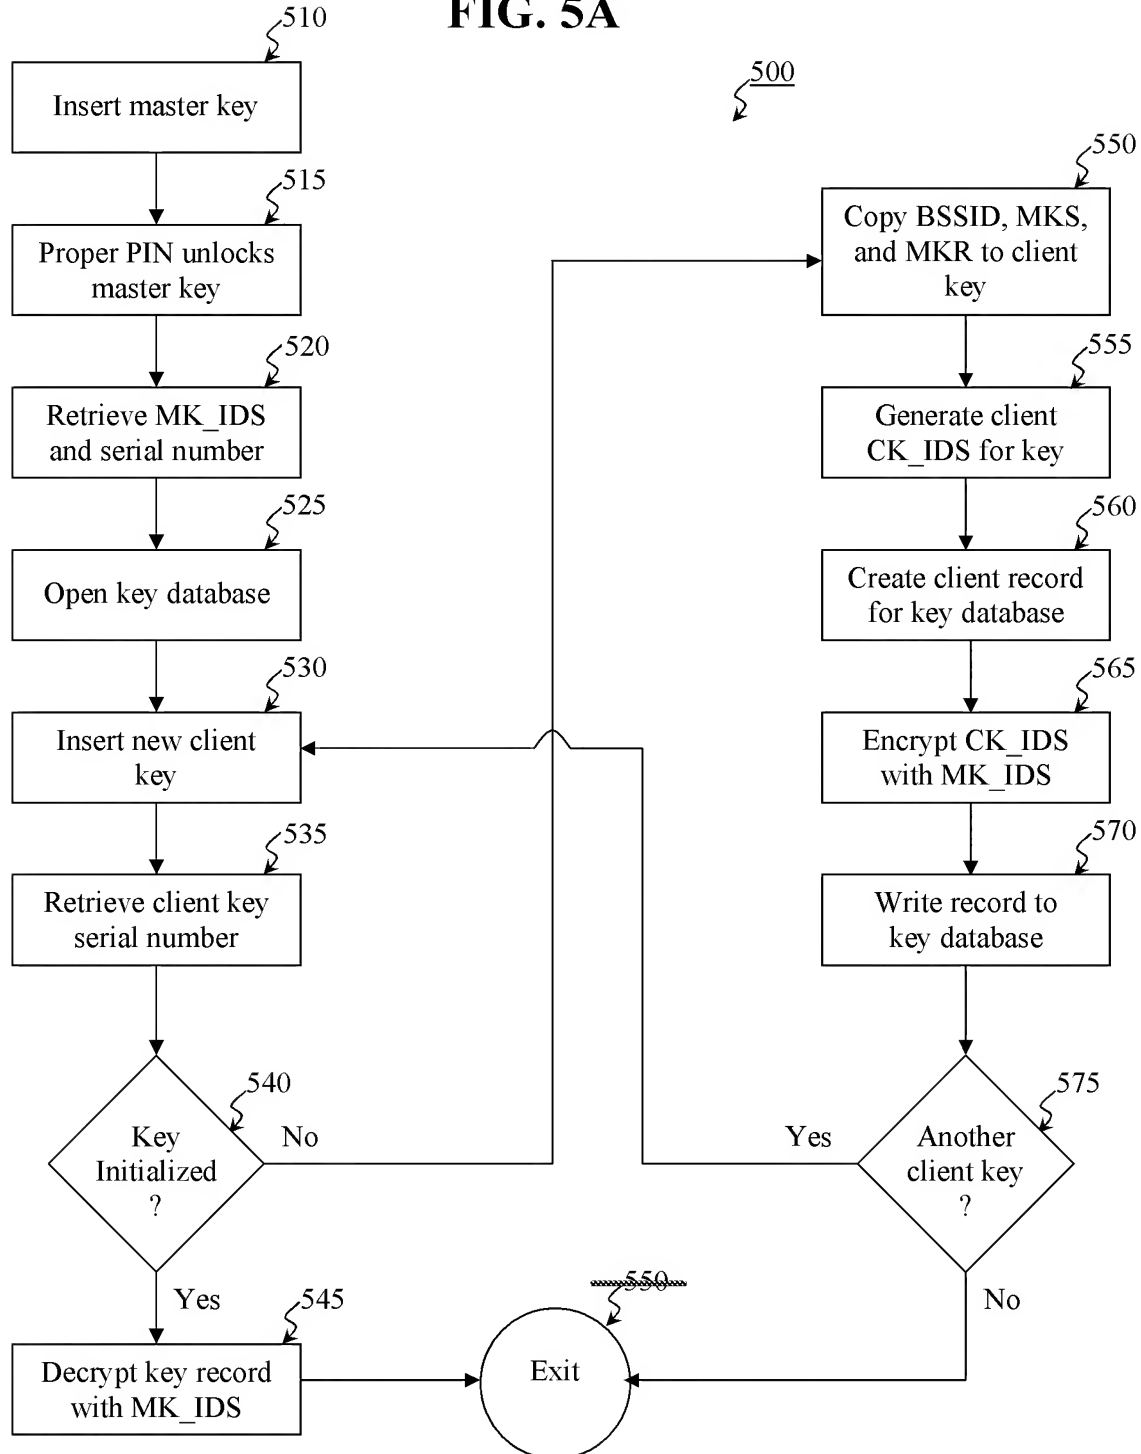 FIG. 5A
500
510
Insert master key
515
Proper PIN unlocks
master key
520
Retrieve MK_IDS
and serial number
525
Open key database
530
Insert new client
key
535
Retrieve client key
serial number
540
Key
Initialized
?
No
Yes
545
Decrypt key record
with MK_IDS
550
Copy BSSID, MKS,
and MKR to client
key
555
Generate client
CK_IDS for key
560
Create client record
for key database
565
Encrypt CK_IDS
with MK_IDS
570
Write record to
key database
575
Another
client key
?
Yes
No
550
Exit